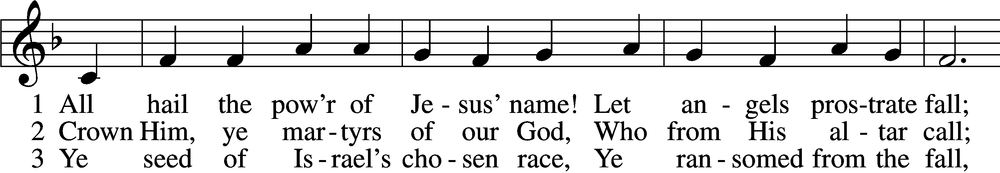 1 All hail the pow'r of Je - sus' name! Let an - gels pros-trate fall;
2 Crown Him, ye mar-tyrs of our God, Who from His al - tar call;
3 Ye seed of Is-rael's cho - sen race, Ye ran-somed from the fall,